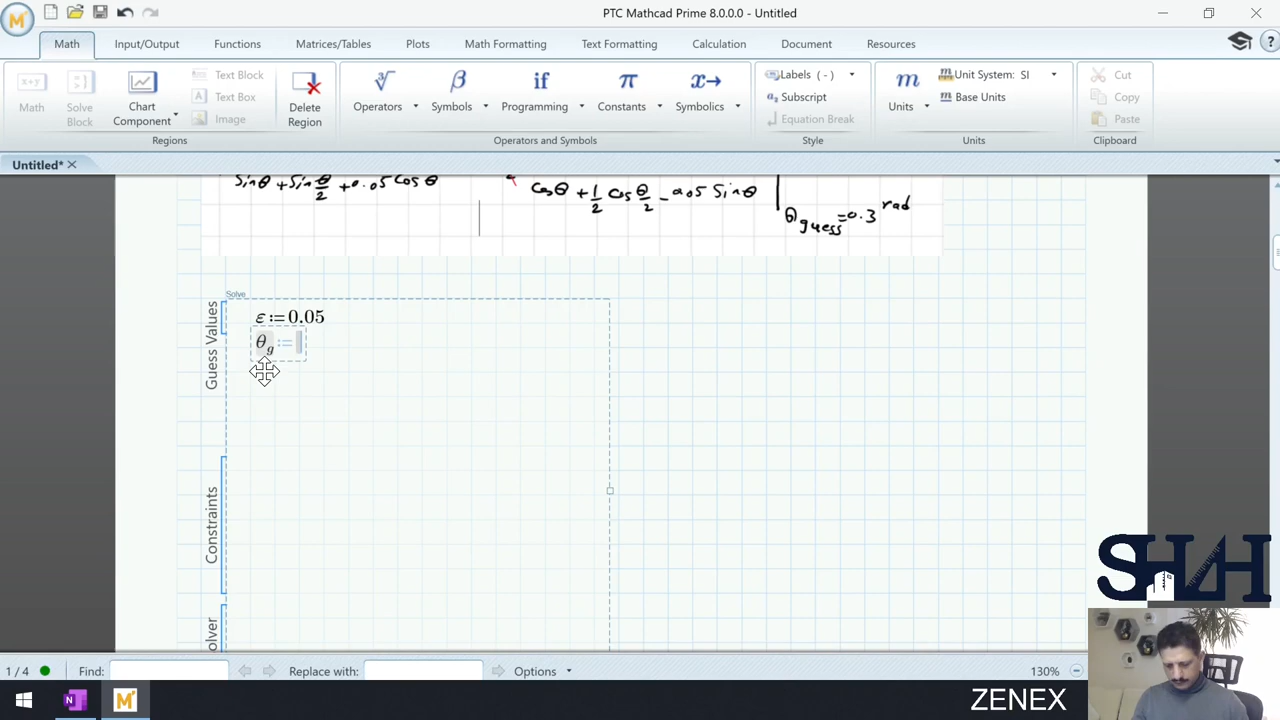 PTC Mathcad Prime 8.0.0.0 - Untitled
Math Input/Output Functions Matrices/Tables Plots Math Formatting Text Formatting Calculation Document Resources
Math
Solve Block
Chart Component
Text Block
Text Box
Image
Delete Region
Regions
Operators
Symbols
Programming
Constants
Symbolics
Operators and Symbols
Labels ( - )
Subscript
Equation Break
Style
Units
Unit System: SI
Base Units
Units
Cut
Copy
Paste
Clipboard
Untitled*
Sinθ + Sin θ/2 + 0.05 Cosθ
Cosθ + 1/2 Cos θ/2 - 0.05 Sinθ
θguess = 0.3 rad
Solve
Guess Values
ε := 0.05
θg :=
Constraints
olver
SHZH
1 / 4 Find: Replace with: Options 130%
ZENEX